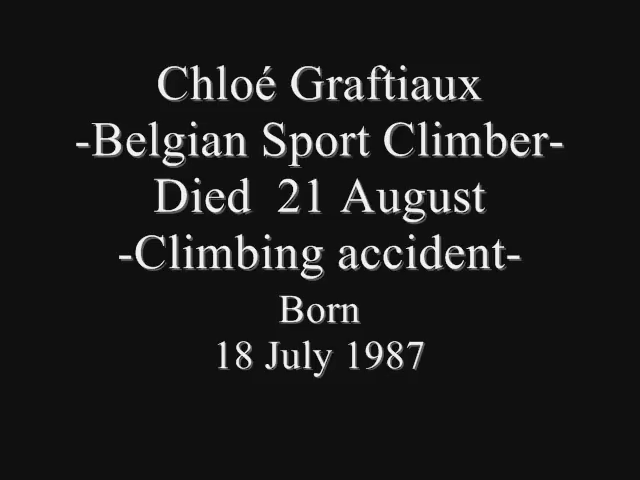 Chloé Graftiaux
-Belgian Sport Climber-
Died  21 August
-Climbing accident-
Born
18 July 1987